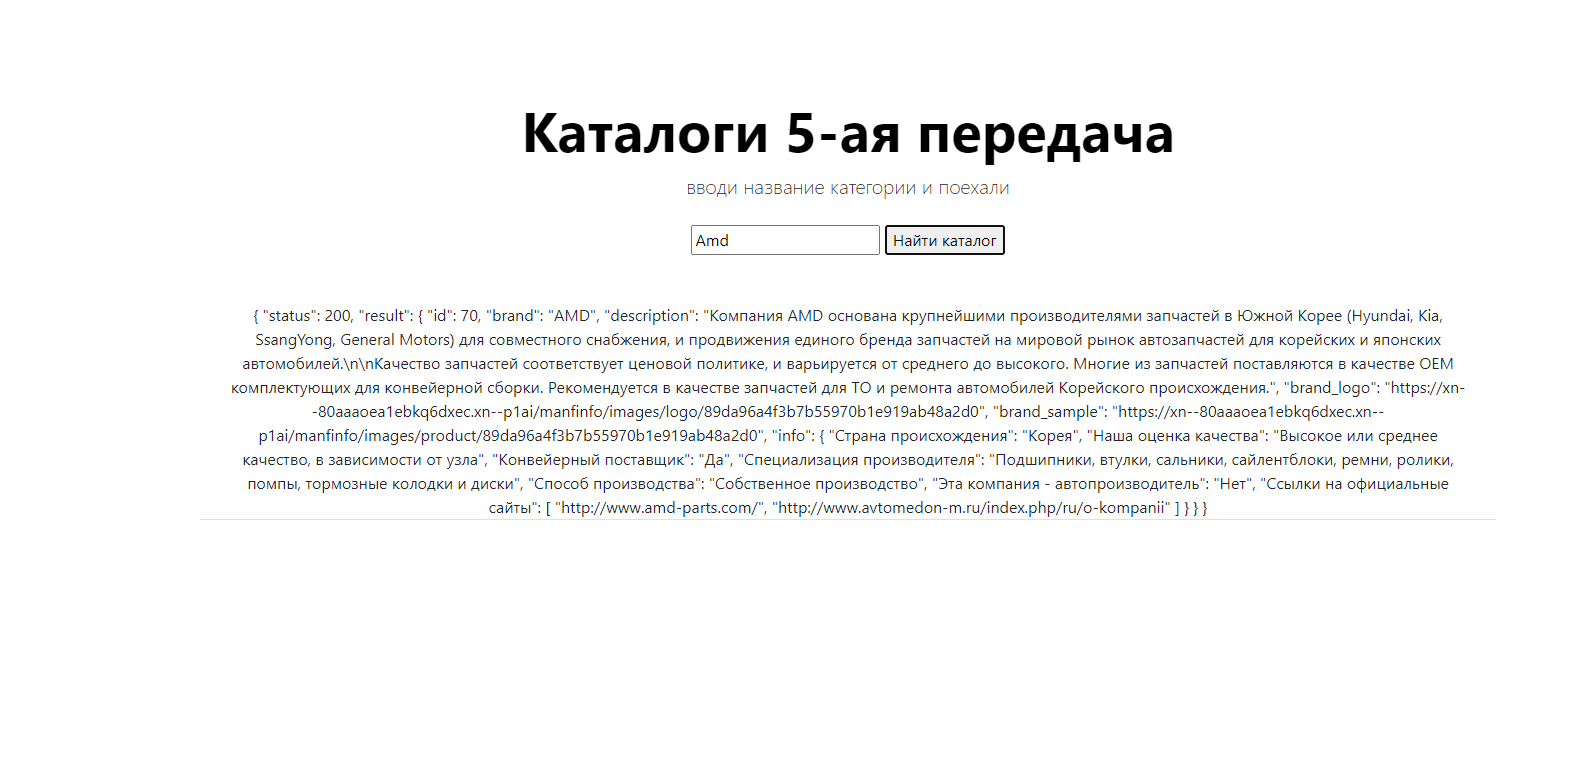 Каталоги 5-ая передача
вводи название категории и поехали
Amd Найти каталог
{ "status": 200, "result": { "id": 70, "brand": "AMD", "description": "Компания AMD основана крупнейшими производителями запчастей в Южной Корее (Hyundai, Kia,
SsangYong, General Motors) для совместного снабжения, и продвижения единого бренда запчастей на мировой рынок автозапчастей для корейских и японских
автомобилей.\n\nКачество запчастей соответствует ценовой политике, и варьируется от среднего до высокого. Многие из запчастей поставляются в качестве OEM
комплектующих для конвейерной сборки. Рекомендуется в качестве запчастей для ТО и ремонта автомобилей Корейского происхождения.", "brand_logo": "https://xn-
-80aaaoea1ebkq6dxec.xn--p1ai/manfinfo/images/logo/89da96a4f3b7b55970b1e919ab48a2d0", "brand_sample": "https://xn--80aaaoea1ebkq6dxec.xn--
p1ai/manfinfo/images/product/89da96a4f3b7b55970b1e919ab48a2d0", "info": { "Страна происхождения": "Корея", "Наша оценка качества": "Высокое или среднее
качество, в зависимости от узла", "Конвейерный поставщик": "Да", "Специализация производителя": "Подшипники, втулки, сальники, сайлентблоки, ремни, ролики,
помпы, тормозные колодки и диски", "Способ производства": "Собственное производство", "Эта компания - автопроизводитель": "Нет", "Ссылки на официальные
сайты": [ "http://www.amd-parts.com/", "http://www.avtomedon-m.ru/index.php/ru/o-kompanii" ] } } }